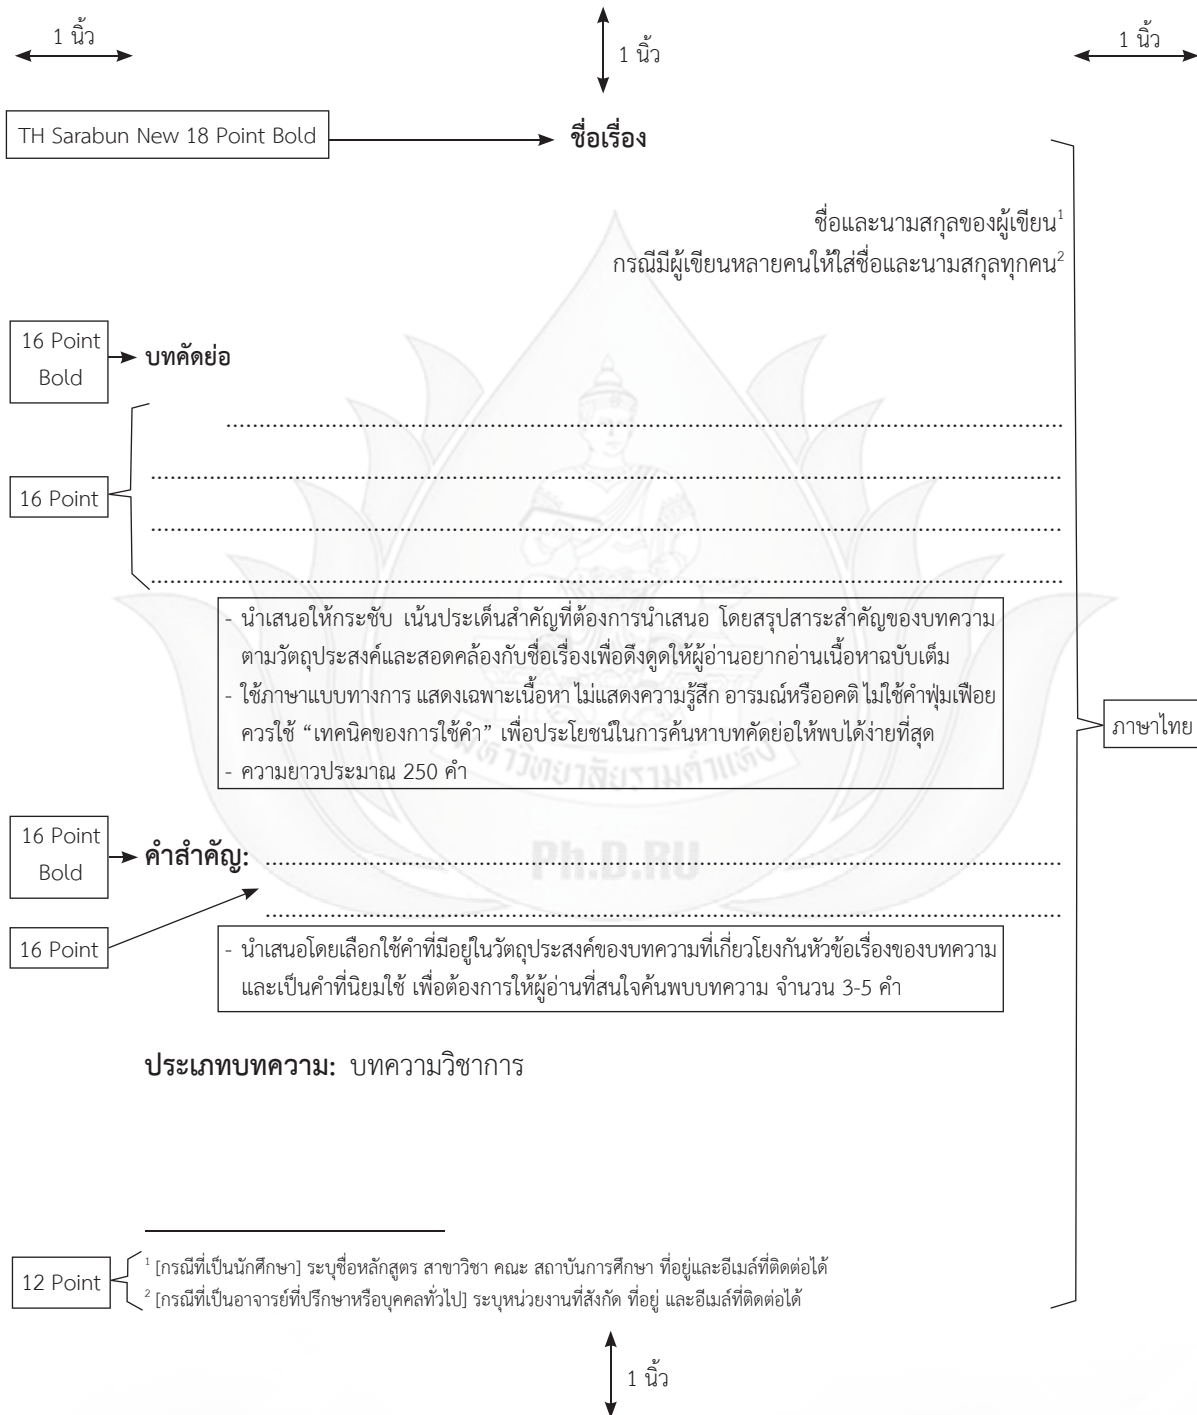 1 นิ้ว
1 นิ้ว
1 นิ้ว
TH Sarabun New 18 Point Bold
ชื่อเรื่อง
ชื่อและนามสกุลของผู้เขียน¹
กรณีมีผู้เขียนหลายคนให้ใส่ชื่อและนามสกุลทุกคน²
16 Point
Bold
บทคัดย่อ
16 Point
- นำเสนอให้กระชับ เน้นประเด็นสำคัญที่ต้องการนำเสนอ โดยสรุปสาระสำคัญของบทความ
ตามวัตถุประสงค์และสอดคล้องกับชื่อเรื่องเพื่อดึงดูดให้ผู้อ่านอยากอ่านเนื้อหาฉบับเต็ม
- ใช้ภาษาแบบทางการ แสดงเฉพาะเนื้อหา ไม่แสดงความรู้สึก อารมณ์หรืออคติ ไม่ใช้คำฟุ่มเฟือย
ควรใช้ “เทคนิคของการใช้คำ” เพื่อประโยชน์ในการค้นหาบทคัดย่อให้พบได้ง่ายที่สุด
- ความยาวประมาณ 250 คำ
มหาวิทยาลัยรามคำแหง
ภาษาไทย
16 Point
Bold
คำสำคัญ:
Ph.D.RU
16 Point
- นำเสนอโดยเลือกใช้คำที่มีอยู่ในวัตถุประสงค์ของบทความที่เกี่ยวโยงกันหัวข้อเรื่องของบทความ
และเป็นคำที่นิยมใช้ เพื่อต้องการให้ผู้อ่านที่สนใจค้นพบบทความ จำนวน 3-5 คำ
ประเภทบทความ: บทความวิชาการ
12 Point
¹ [กรณีที่เป็นนักศึกษา] ระบุชื่อหลักสูตร สาขาวิชา คณะ สถาบันการศึกษา ที่อยู่และอีเมล์ที่ติดต่อได้
² [กรณีที่เป็นอาจารย์ที่ปรึกษาหรือบุคคลทั่วไป] ระบุหน่วยงานที่สังกัด ที่อยู่ และอีเมล์ที่ติดต่อได้
1 นิ้ว